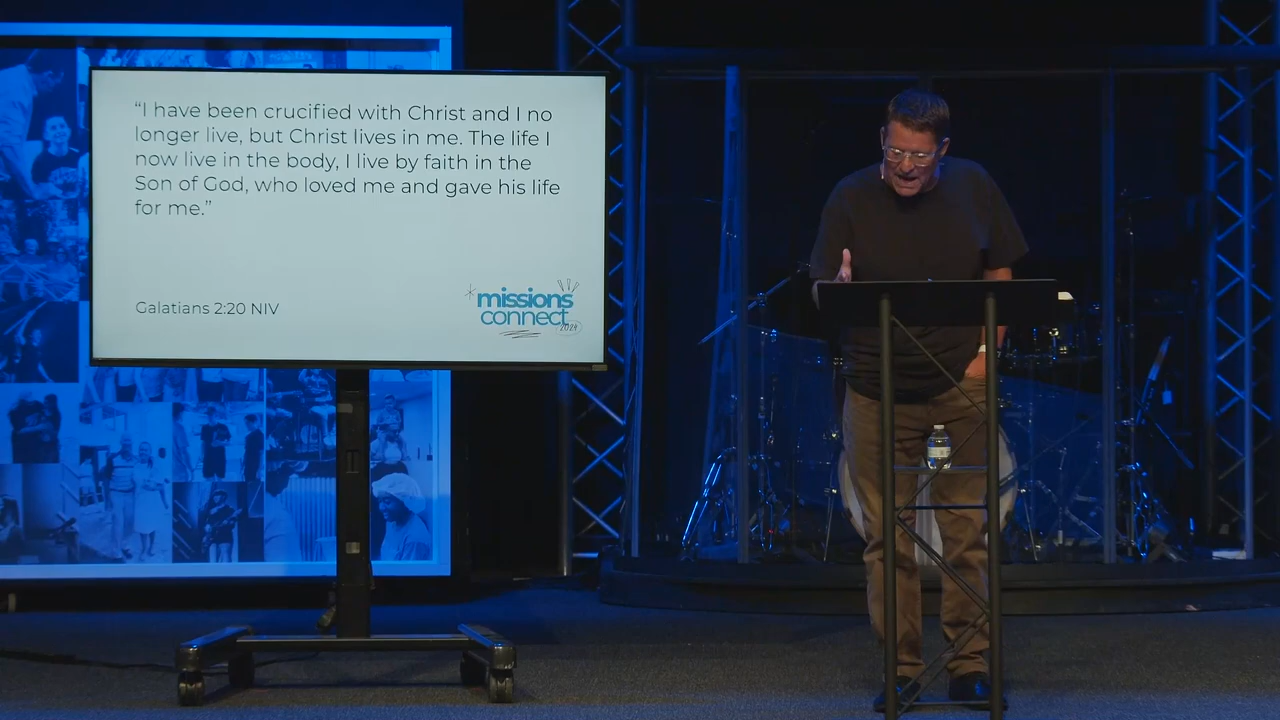 “I have been crucified with Christ and I no
longer live, but Christ lives in me. The life I
now live in the body, I live by faith in the
Son of God, who loved me and gave his life
for me.”
Galatians 2:20 NIV
missions
connect
2024